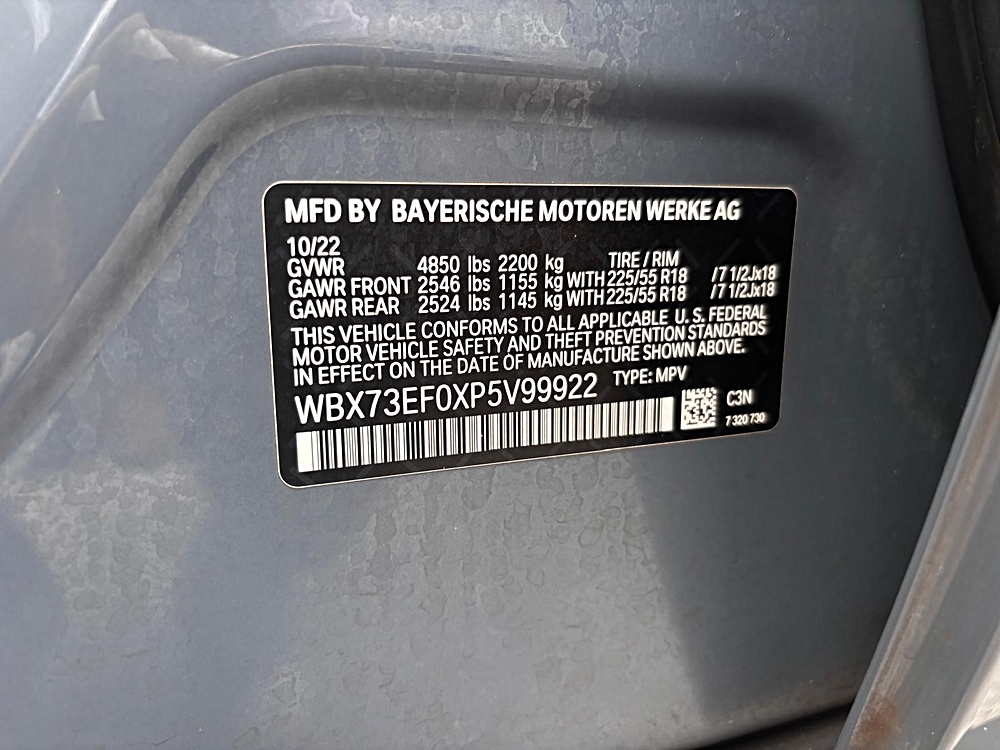 MFD BY BAYERISCHE MOTOREN WERKE AG
10/22
GVWR 4850 lbs 2200 kg TIRE / RIM
GAWR FRONT 2546 lbs 1155 kg WITH 225/55 R18 /7 1/2Jx18
GAWR REAR 2524 lbs 1145 kg WITH 225/55 R18 /7 1/2Jx18
THIS VEHICLE CONFORMS TO ALL APPLICABLE U.S. FEDERAL
MOTOR VEHICLE SAFETY AND THEFT PREVENTION STANDARDS
IN EFFECT ON THE DATE OF MANUFACTURE SHOWN ABOVE.
WBX73EF0XP5V99922 TYPE: MPV
C3N
7 320 730